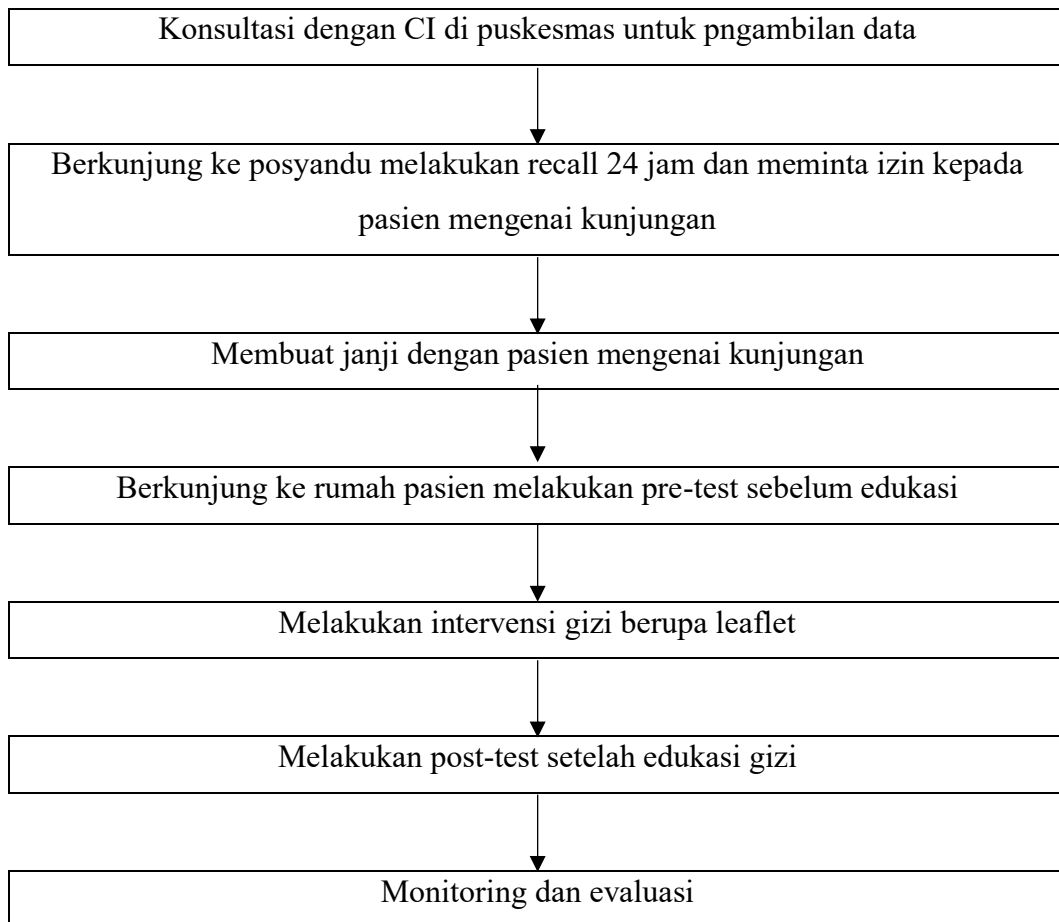 Konsultasi dengan CI di puskesmas untuk pngambilan data
Berkunjung ke posyandu melakukan recall 24 jam dan meminta izin kepada
pasien mengenai kunjungan
Membuat janji dengan pasien mengenai kunjungan
Berkunjung ke rumah pasien melakukan pre-test sebelum edukasi
Melakukan intervensi gizi berupa leaflet
Melakukan post-test setelah edukasi gizi
Monitoring dan evaluasi